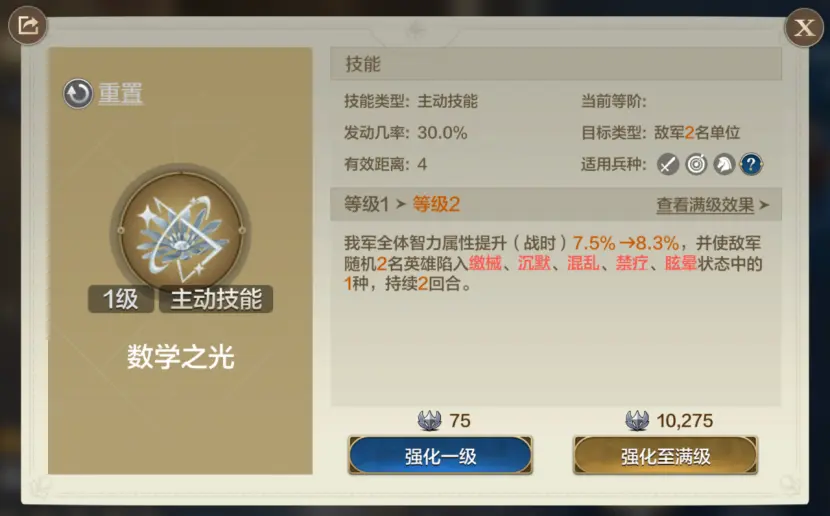 X
重置
1级 主动技能
数学之光
技能
技能类型: 主动技能 当前等阶:
发动几率: 30.0% 目标类型: 敌军2名单位
有效距离: 4 适用兵种: ?
等级1 ➤ 等级2 查看满级效果 ➤
我军全体智力属性提升（战时）7.5%→8.3%，并使敌军
随机2名英雄陷入缴械、沉默、混乱、禁疗、眩晕状态中的
1种，持续2回合。
75 10,275
强化一级 强化至满级